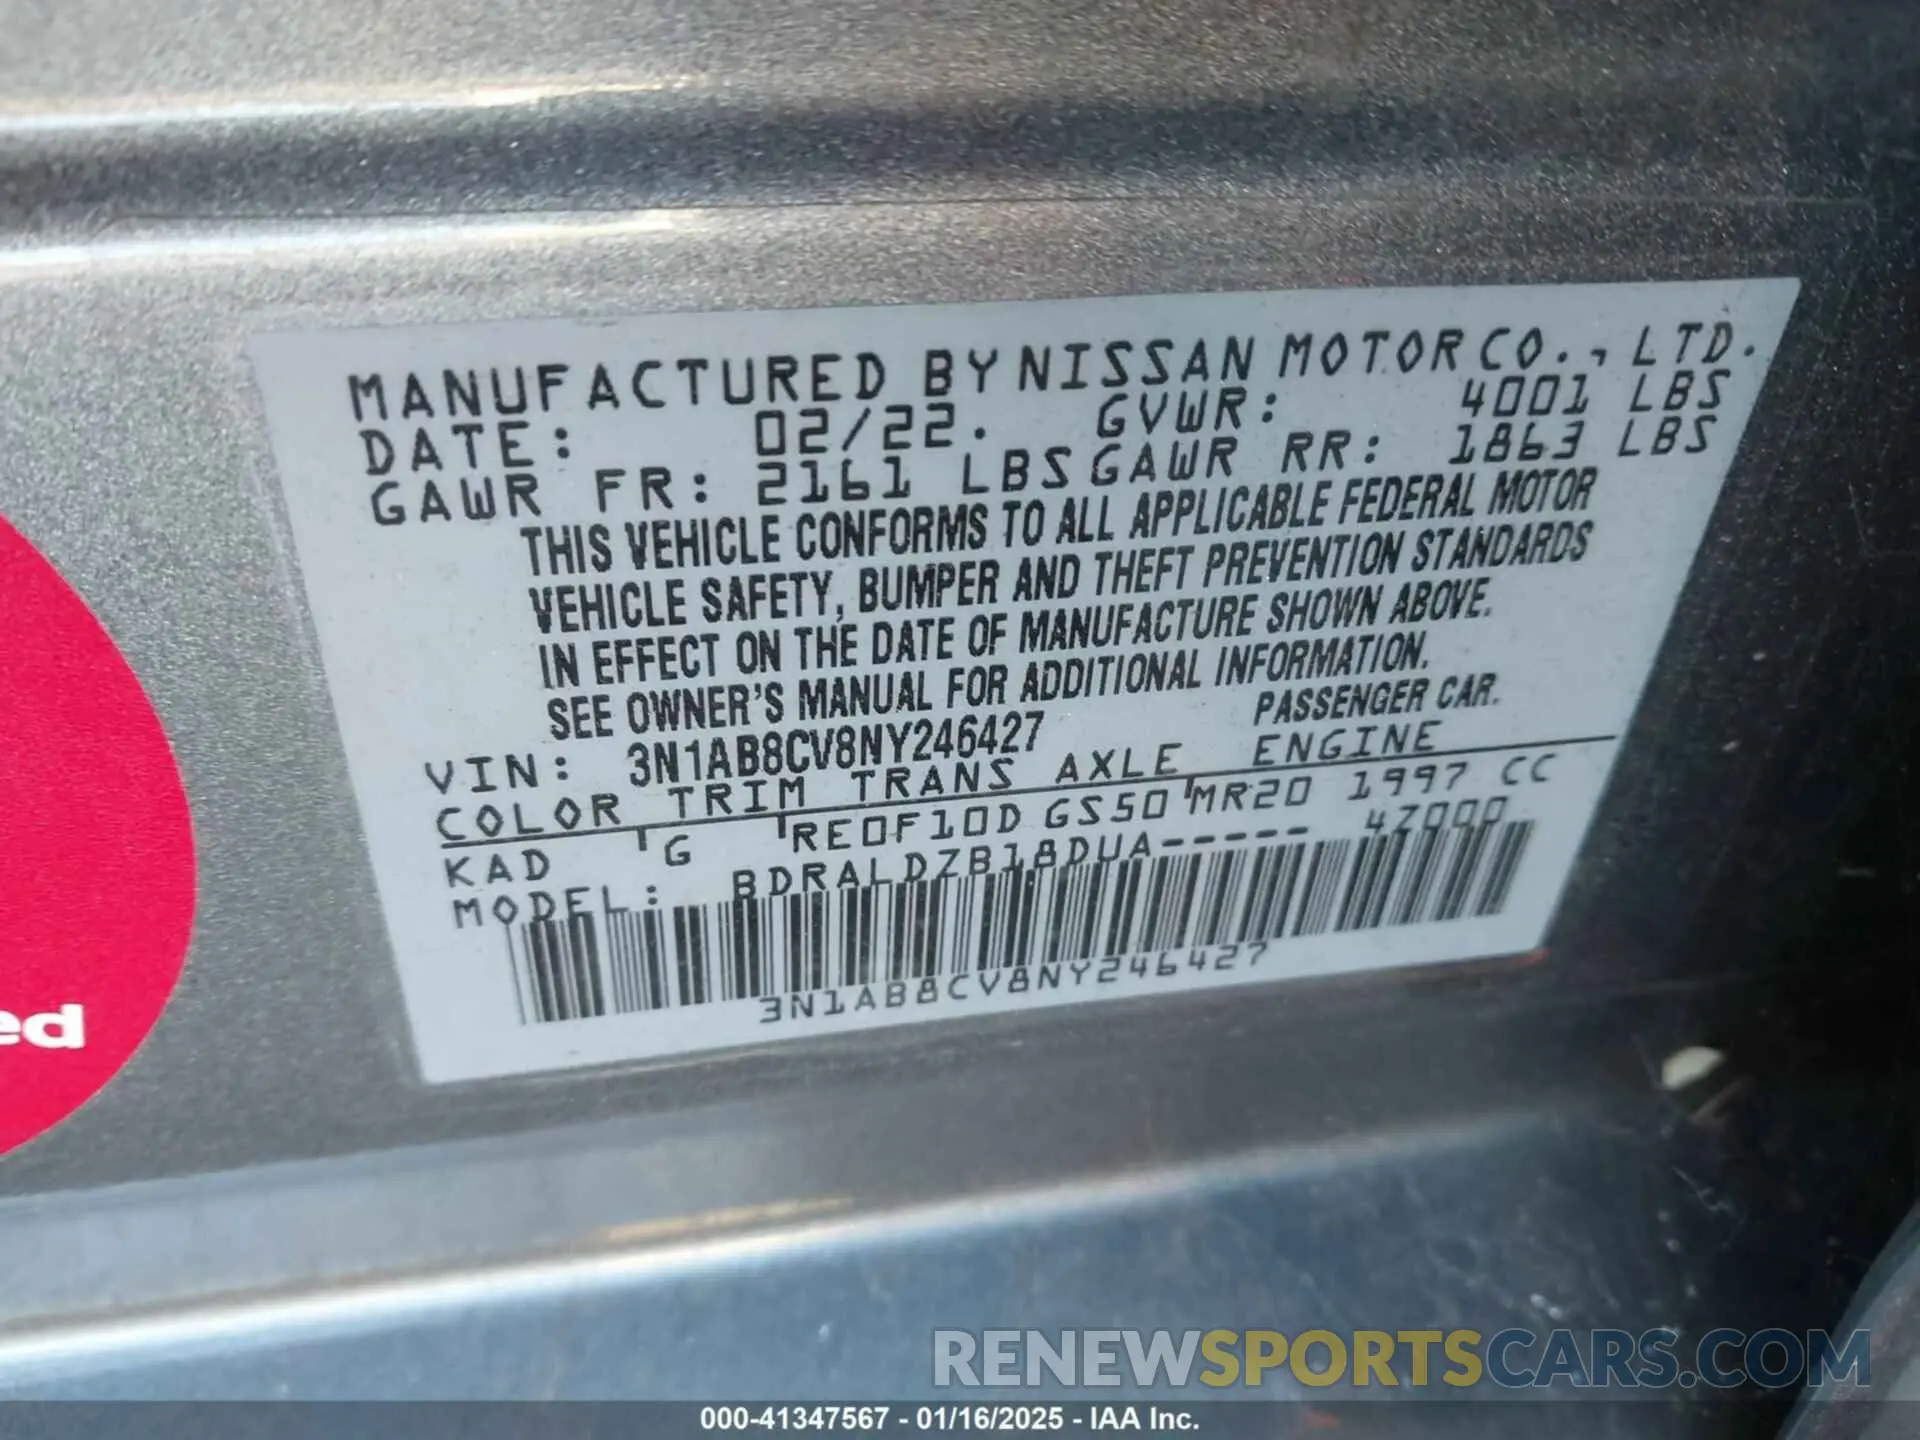 MANUFACTURED BY NISSAN MOTOR CO., LTD.
DATE: 02/22. GVWR: 4001 LBS
GAWR FR: 2161 LBS GAWR RR: 1863 LBS
THIS VEHICLE CONFORMS TO ALL APPLICABLE FEDERAL MOTOR
VEHICLE SAFETY, BUMPER AND THEFT PREVENTION STANDARDS
IN EFFECT ON THE DATE OF MANUFACTURE SHOWN ABOVE.
SEE OWNER'S MANUAL FOR ADDITIONAL INFORMATION.
VIN: 3N1AB8CV8NY246427 PASSENGER CAR.
COLOR TRIM TRANS AXLE ENGINE
KAD G RE0F10D GS50 MR20 1997 CC
MODEL: BDRALDZB18DUA----- 4Z000
3N1AB8CV8NY246427
ed
RENEWSPORTSCARS.COM
000-41347567 - 01/16/2025 - IAA Inc.